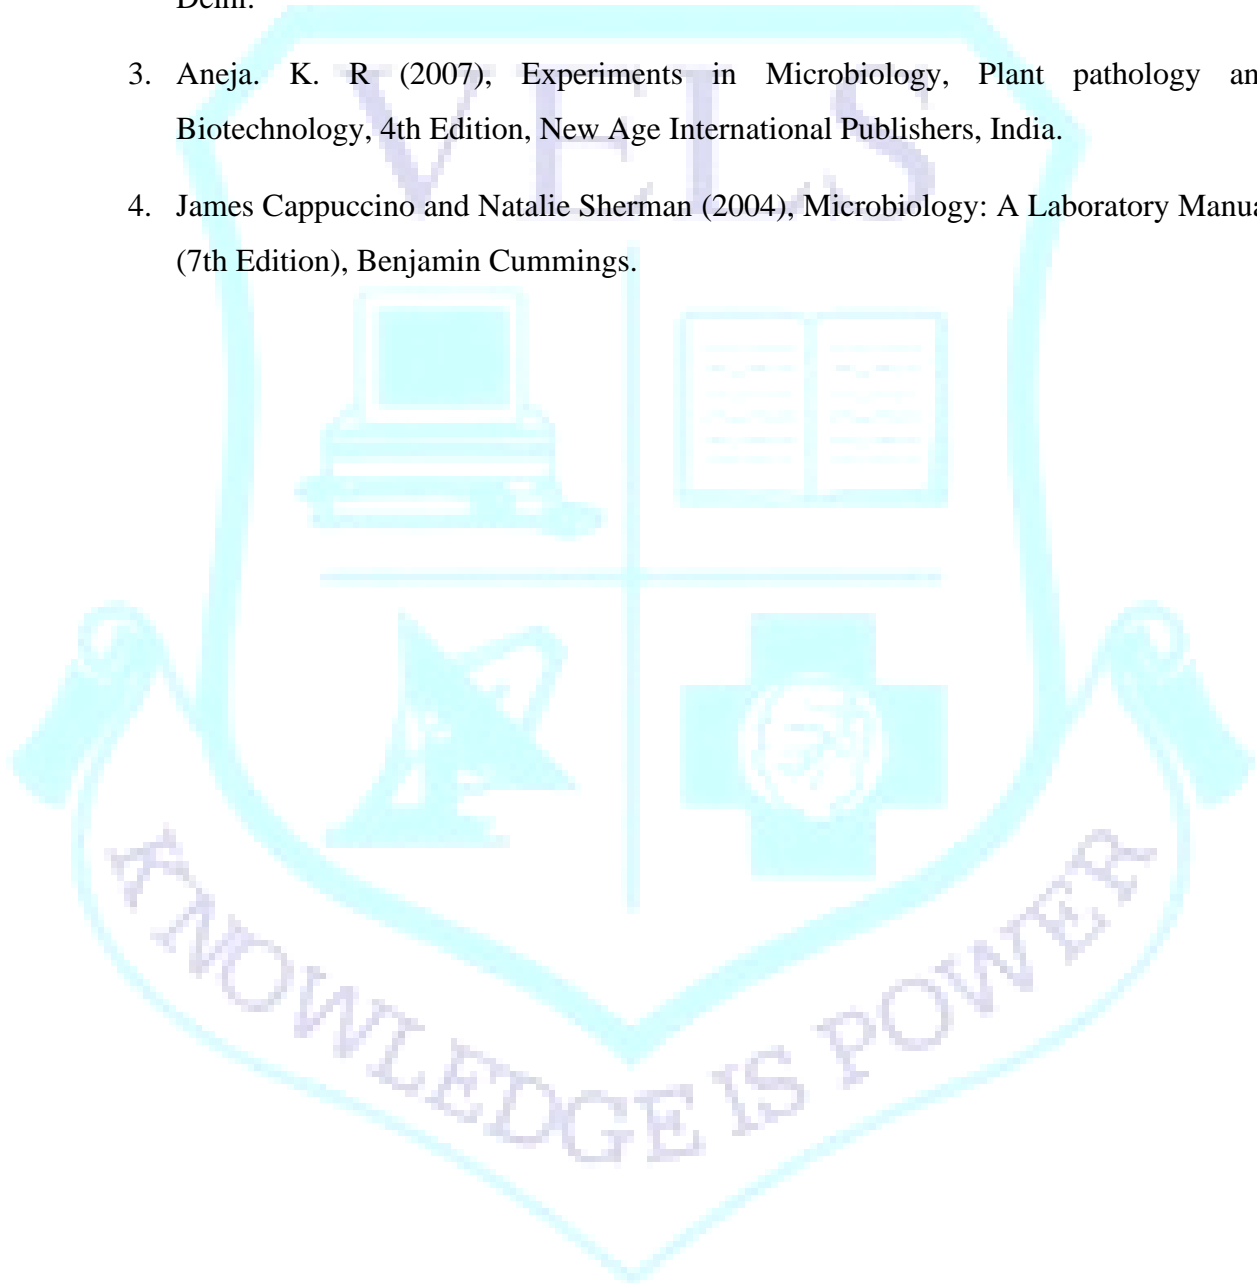 Delhi.
3. Aneja. K. R (2007), Experiments in Microbiology, Plant pathology an
Biotechnology, 4th Edition, New Age International Publishers, India.
VELS
4. James Cappuccino and Natalie Sherman (2004), Microbiology: A Laboratory Manua
(7th Edition), Benjamin Cummings.
KNOWLEDGE IS POWER